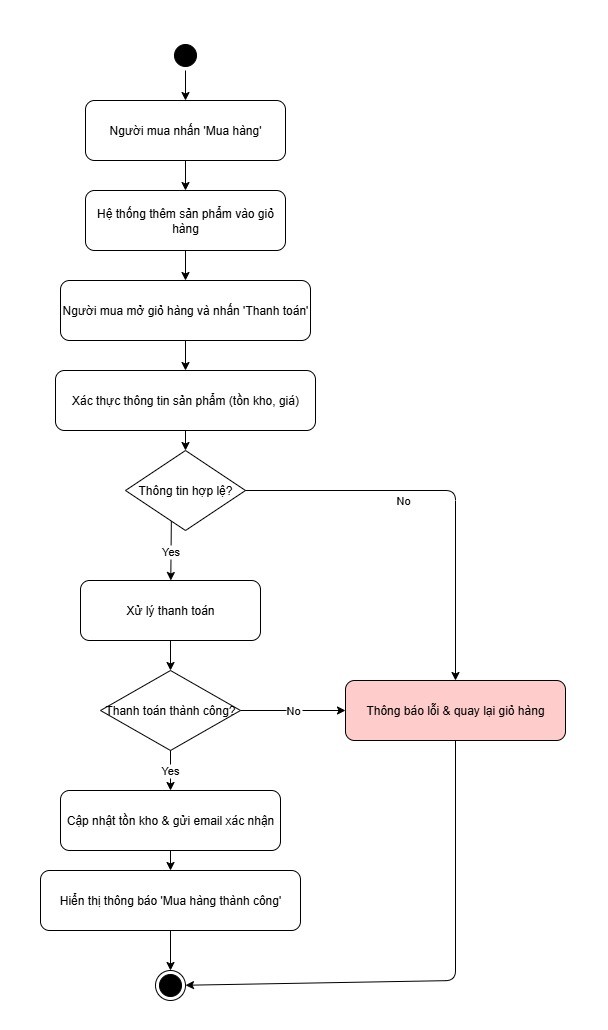 Người mua nhấn 'Mua hàng'
Hệ thống thêm sản phẩm vào giỏ
hàng
Người mua mở giỏ hàng và nhấn 'Thanh toán'
Xác thực thông tin sản phẩm (tồn kho, giá)
Thông tin hợp lệ?
No
Yes
Xử lý thanh toán
Thanh toán thành công?
No
Thông báo lỗi & quay lại giỏ hàng
Yes
Cập nhật tồn kho & gửi email xác nhận
Hiển thị thông báo 'Mua hàng thành công'